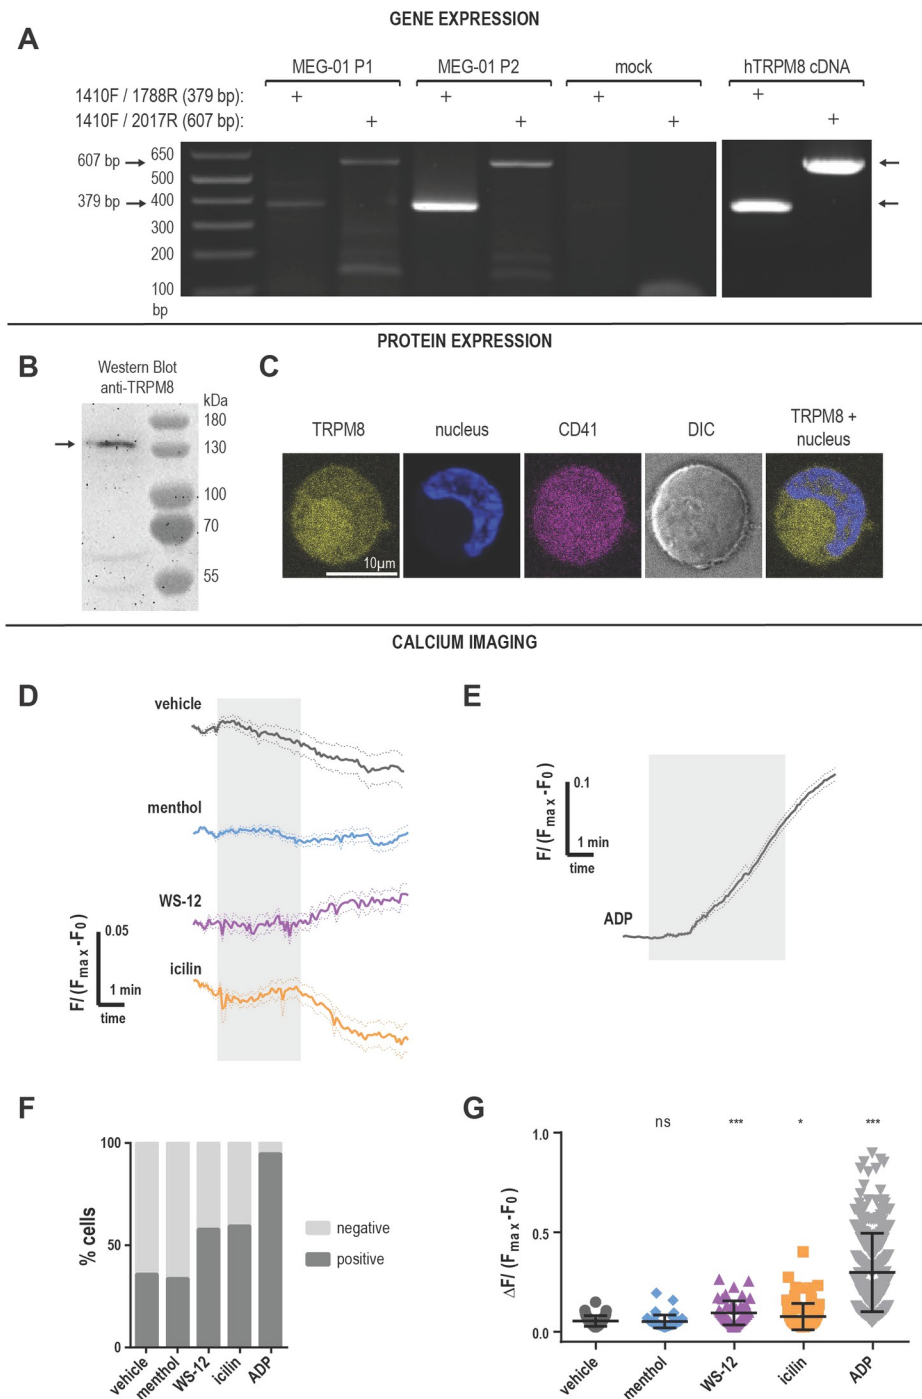 GENE EXPRESSION
A
MEG-01 P1 MEG-01 P2 mock hTRPM8 cDNA
1410F / 1788R (379 bp): + + + +
1410F / 2017R (607 bp): + + + +
607 bp 650
500
379 bp 400
300
200
100
bp
PROTEIN EXPRESSION
B
Western Blot
anti-TRPM8
kDa
180
130
100
70
55
C
TRPM8 nucleus CD41 DIC TRPM8 +
nucleus
10µm
CALCIUM IMAGING
D
vehicle
menthol
WS-12
icilin
F/(Fmax-F0)
0.05
1 min
time
E
F/(Fmax-F0)
0.1
1 min
time
ADP
F
% cells
100
50
0
vehicle menthol WS-12 icilin ADP
negative
positive
G
ns *** * ***
ΔF/ (Fmax-F0)
1.0
0.5
0.0
vehicle menthol WS-12 icilin ADP